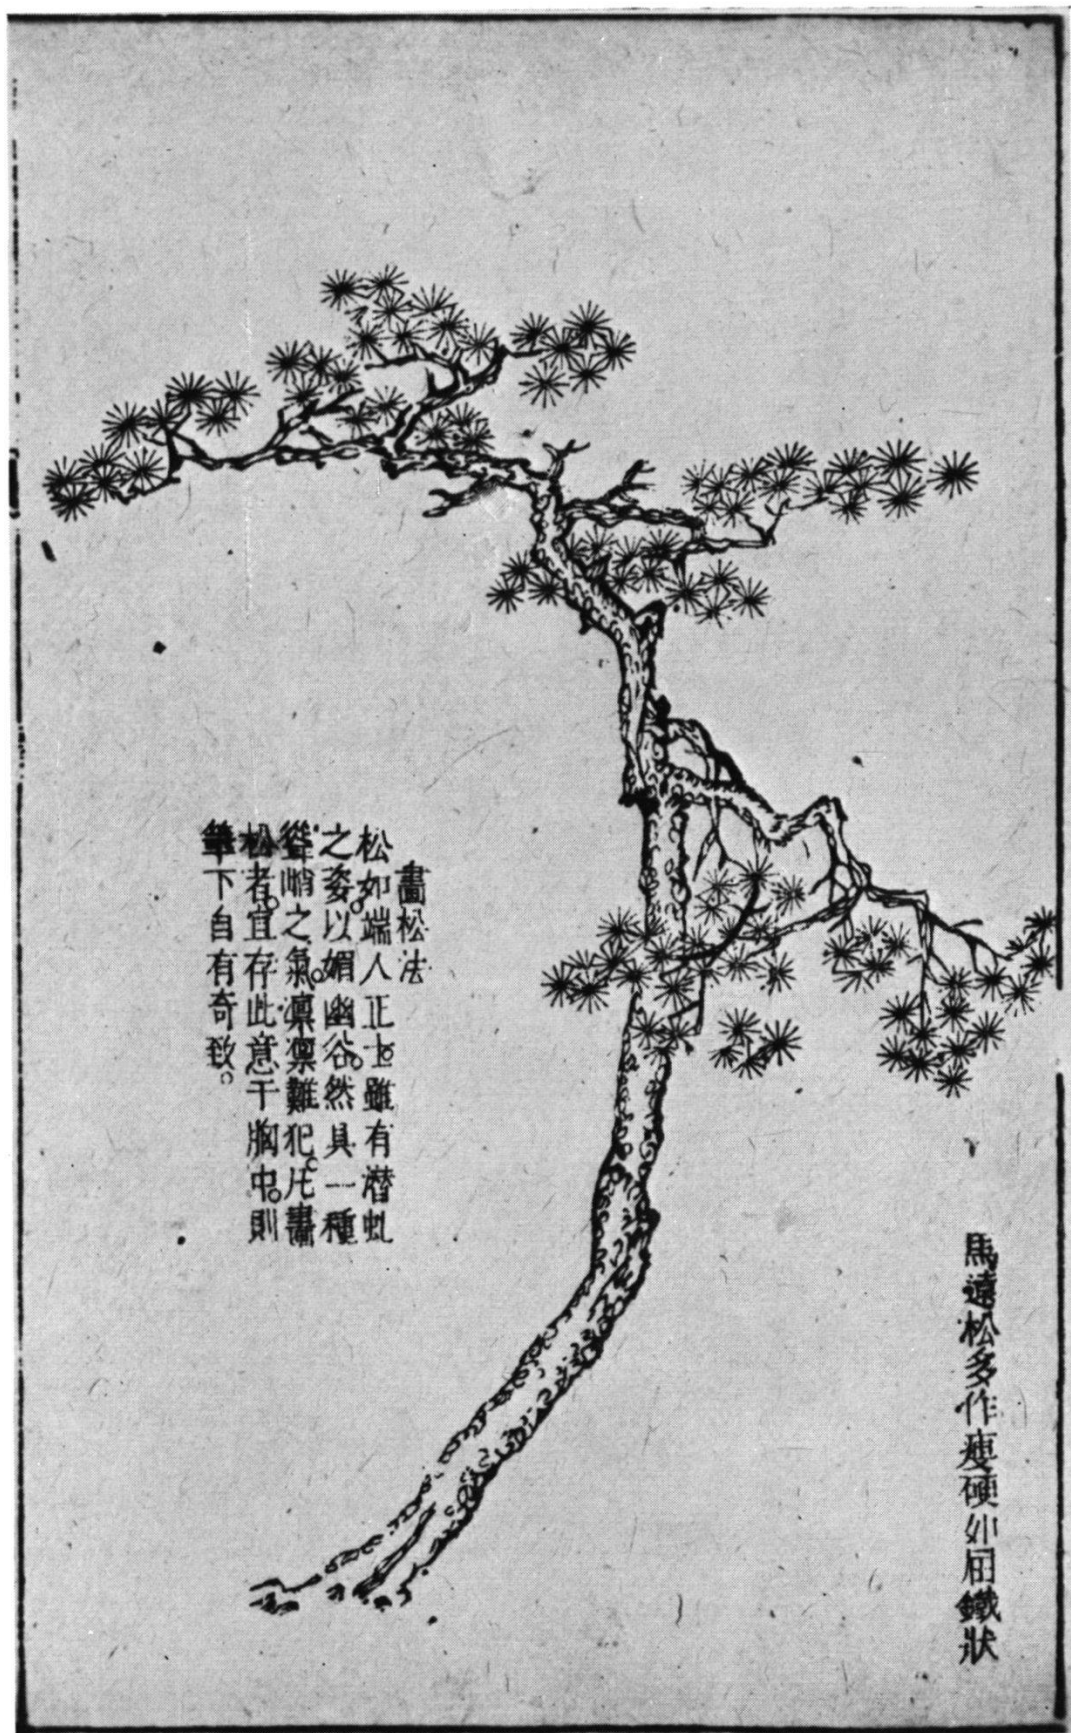 馬遠松多作瘦硬如屈鐵狀
畫松法
松如端人正士。雖有潛虬
之姿。以媚幽谷。然具一種
聳峭之氣。凜凜難犯。凡畫
松者。宜存此意于胸中。則
筆下自有奇致。